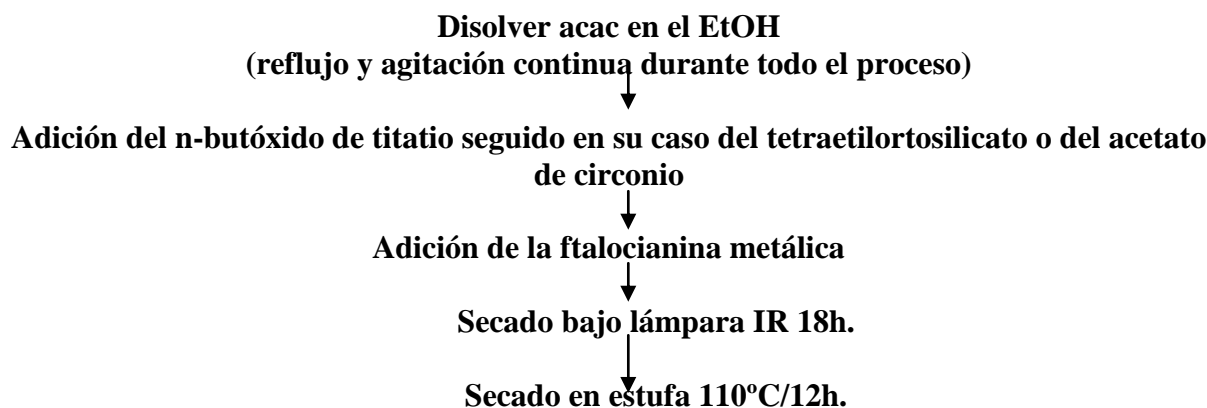 Disolver acac en el EtOH
(reflujo y agitación continua durante todo el proceso)
Adición del n-butóxido de titatio seguido en su caso del tetraetilortosilicato o del acetato
de circonio
Adición de la ftalocianina metálica
Secado bajo lámpara IR 18h.
Secado en estufa 110ºC/12h.